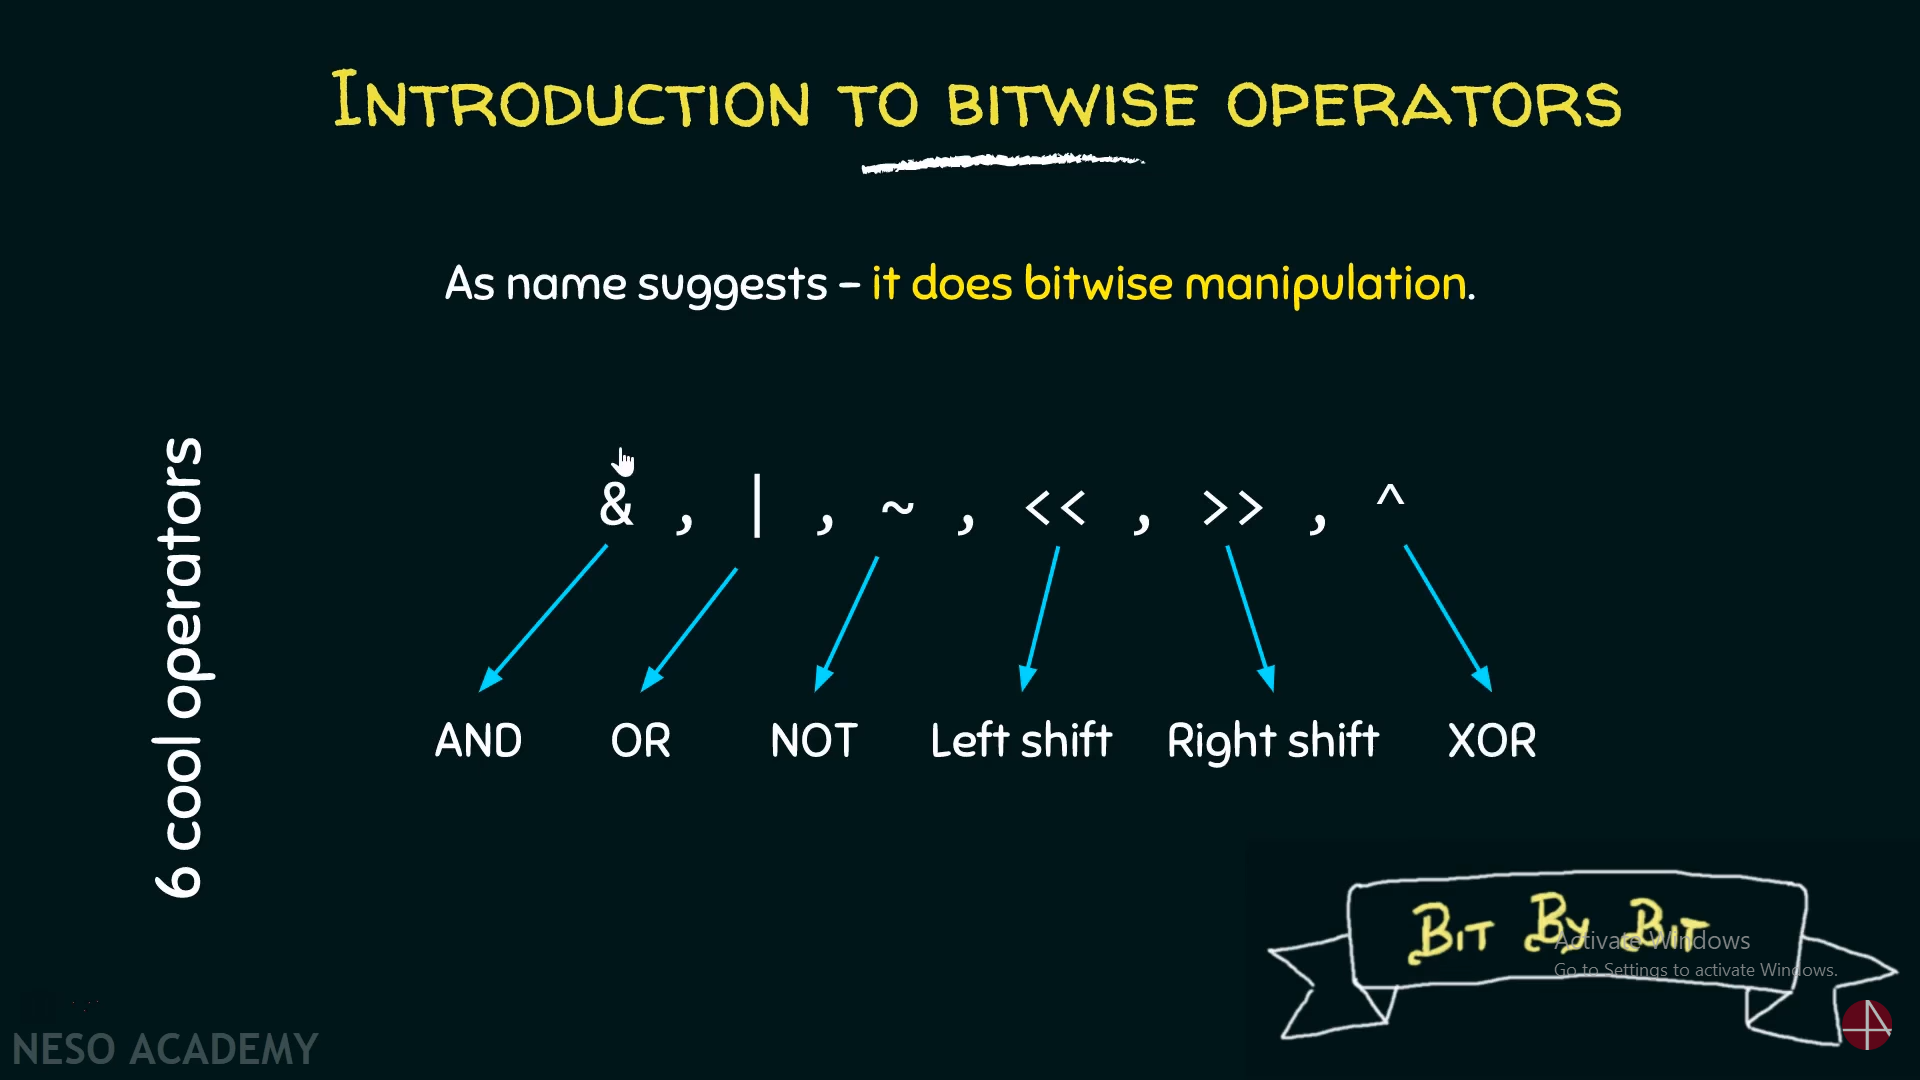 Introduction to bitwise operators
As name suggests – it does bitwise manipulation.
6 cool operators
& , | , ~ , << , >> , ^
AND OR NOT Left shift Right shift XOR
Bit By Bit
Activate Windows
Go to Settings to activate Windows.
NESO ACADEMY